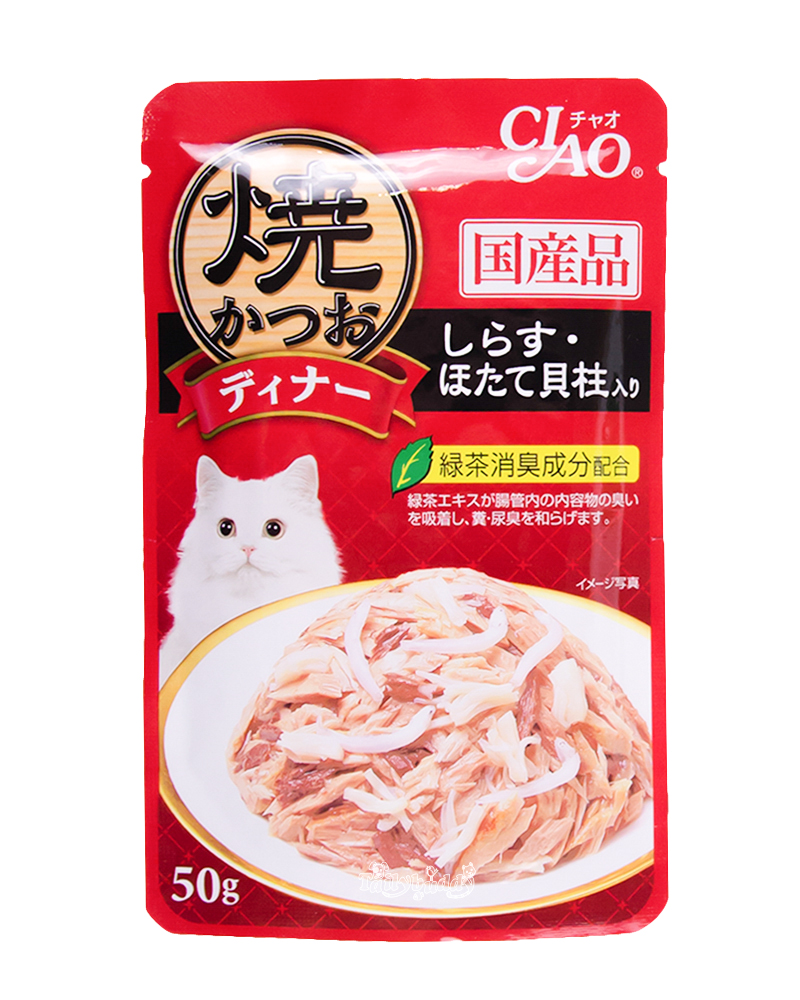 CIAO チャオ ®
焼
かつお
ディナー
国産品
しらす・
ほたて貝柱入り
緑茶消臭成分配合
緑茶エキスが腸管内の内容物の臭い
を吸着し、糞・尿臭を和らげます。
イメージ写真
50g